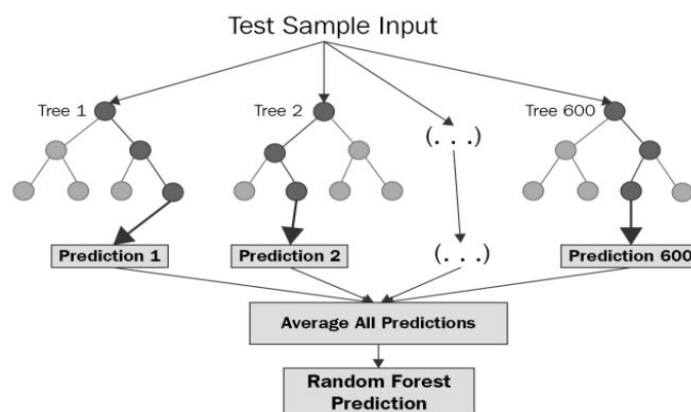 Test Sample Input
Tree 1
Tree 2
(. . .)
Tree 600
Prediction 1
Prediction 2
(. . .)
Prediction 600
Average All Predictions
Random Forest
Prediction